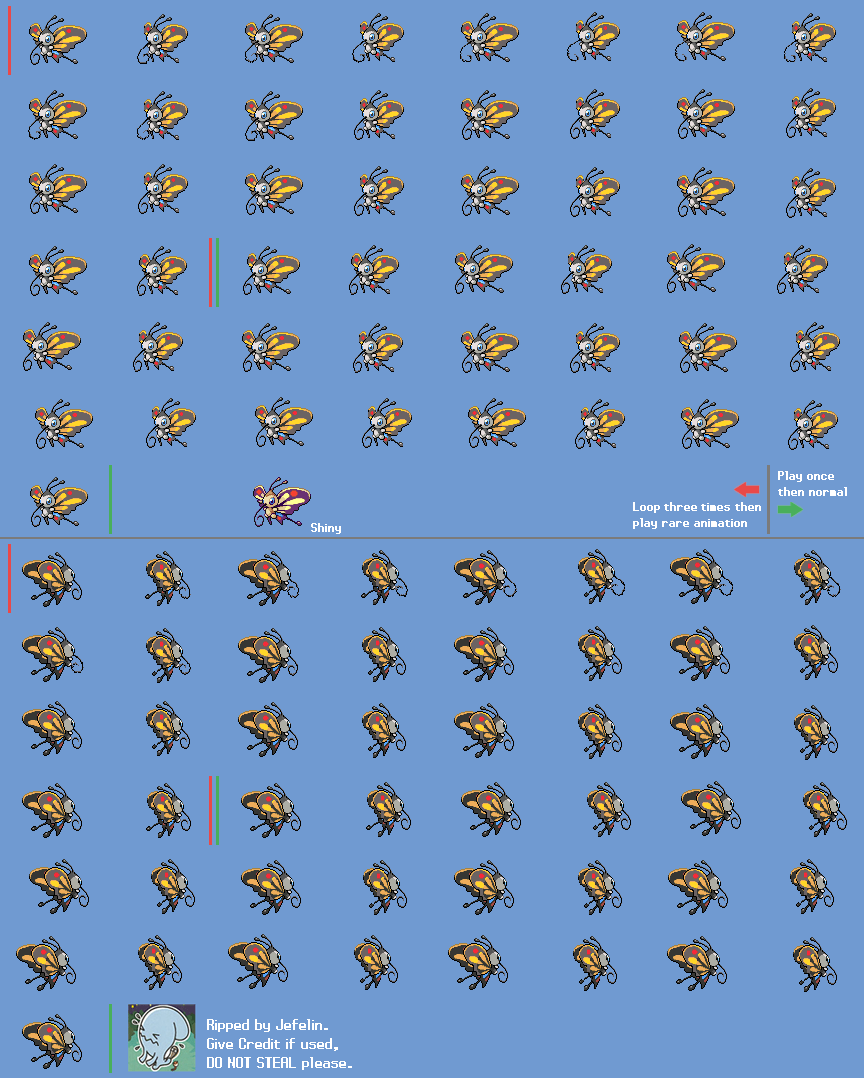 Play once
then normal
Loop three times then
play rare animation
Shiny
Ripped by Jefelin.
Give Credit if used,
DO NOT STEAL please.